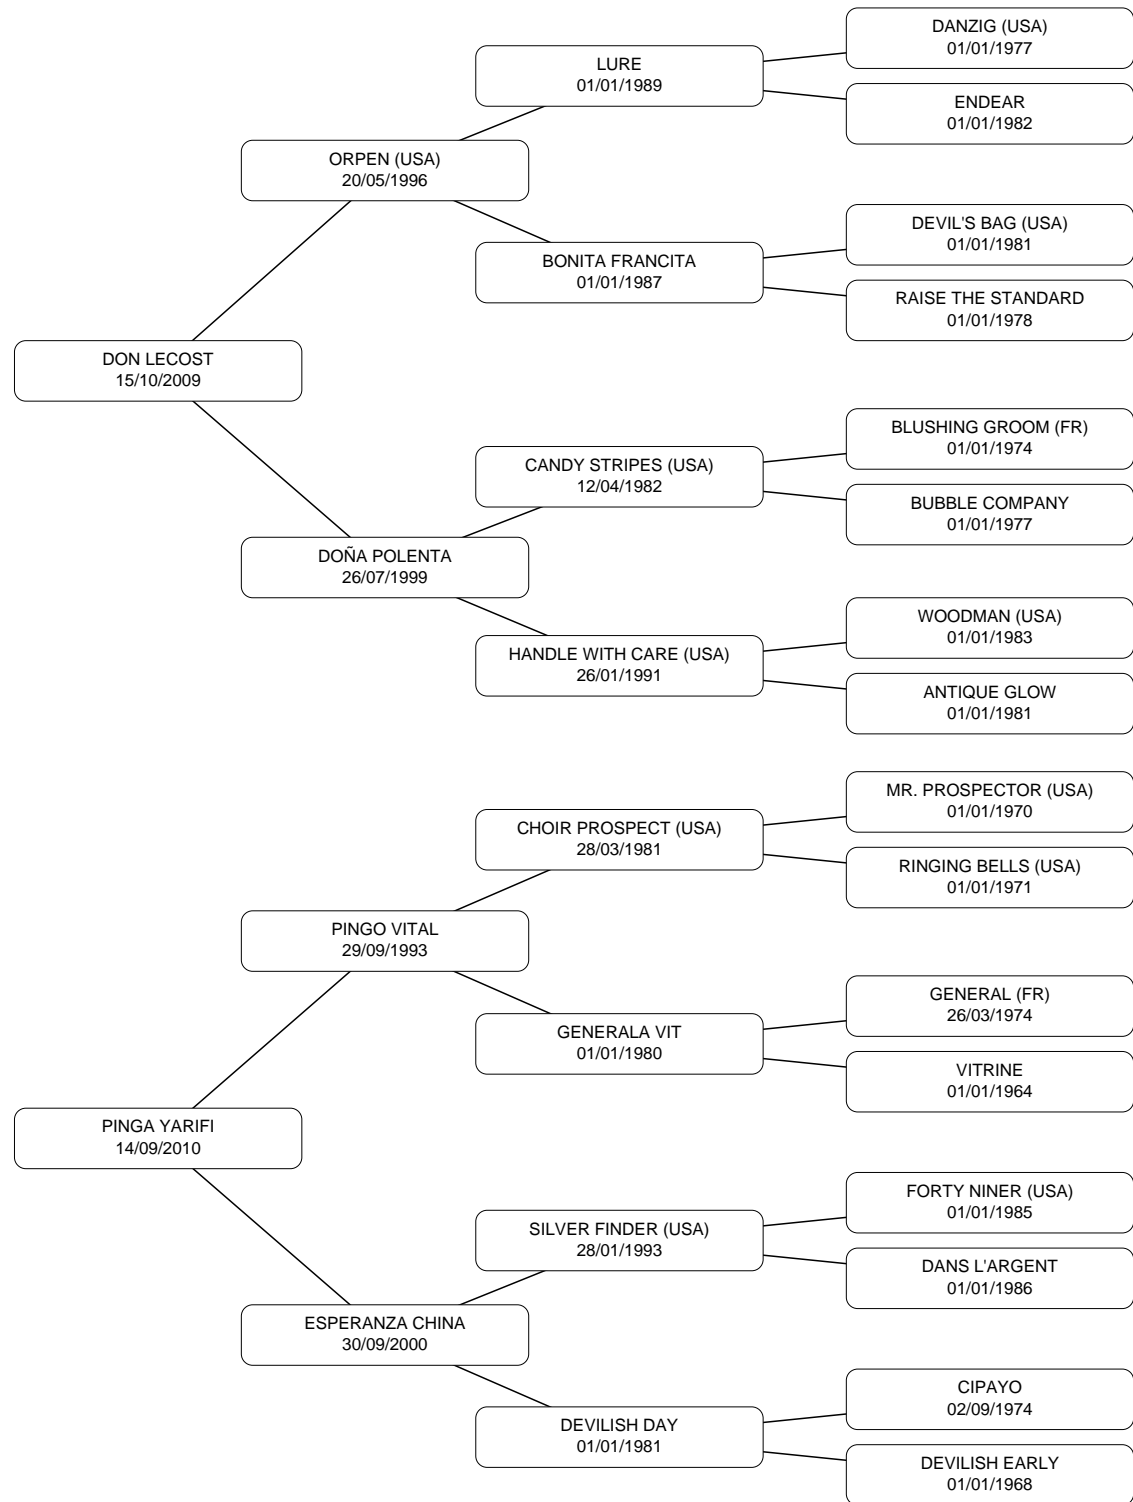 DANZIG (USA)
01/01/1977
LURE
01/01/1989
ENDEAR
01/01/1982
ORPEN (USA)
20/05/1996
DEVIL'S BAG (USA)
01/01/1981
BONITA FRANCITA
01/01/1987
RAISE THE STANDARD
01/01/1978
DON LECOST
15/10/2009
BLUSHING GROOM (FR)
01/01/1974
CANDY STRIPES (USA)
12/04/1982
BUBBLE COMPANY
01/01/1977
DOÑA POLENTA
26/07/1999
WOODMAN (USA)
01/01/1983
HANDLE WITH CARE (USA)
26/01/1991
ANTIQUE GLOW
01/01/1981
MR. PROSPECTOR (USA)
01/01/1970
CHOIR PROSPECT (USA)
28/03/1981
RINGING BELLS (USA)
01/01/1971
PINGO VITAL
29/09/1993
GENERAL (FR)
26/03/1974
GENERALA VIT
01/01/1980
VITRINE
01/01/1964
PINGA YARIFI
14/09/2010
FORTY NINER (USA)
01/01/1985
SILVER FINDER (USA)
28/01/1993
DANS L'ARGENT
01/01/1986
ESPERANZA CHINA
30/09/2000
CIPAYO
02/09/1974
DEVILISH DAY
01/01/1981
DEVILISH EARLY
01/01/1968